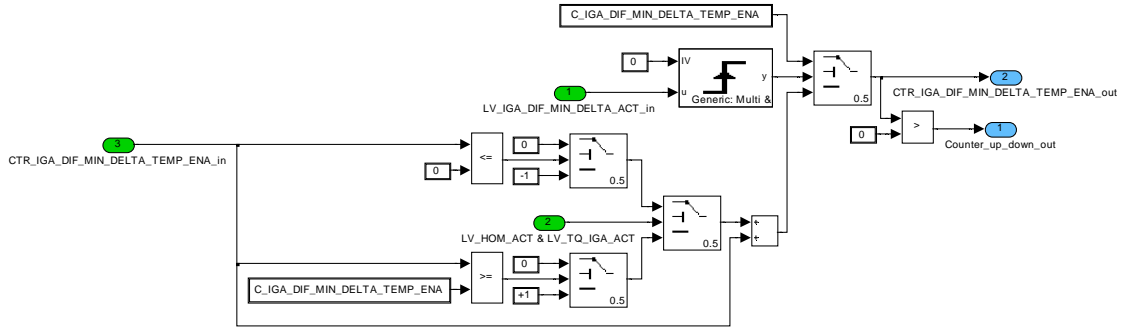 C_IGA_DIF_MIN_DELTA_TEMP_ENA
0
IV
y
u
Generic: Multi &
1
LV_IGA_DIF_MIN_DELTA_ACT_in
0.5
2
CTR_IGA_DIF_MIN_DELTA_TEMP_ENA_out
0
>
1
Counter_up_down_out
3
CTR_IGA_DIF_MIN_DELTA_TEMP_ENA_in
0
<=
0
-1
0.5
2
LV_HOM_ACT & LV_TQ_IGA_ACT
0.5
+
+
C_IGA_DIF_MIN_DELTA_TEMP_ENA
>=
0
+1
0.5